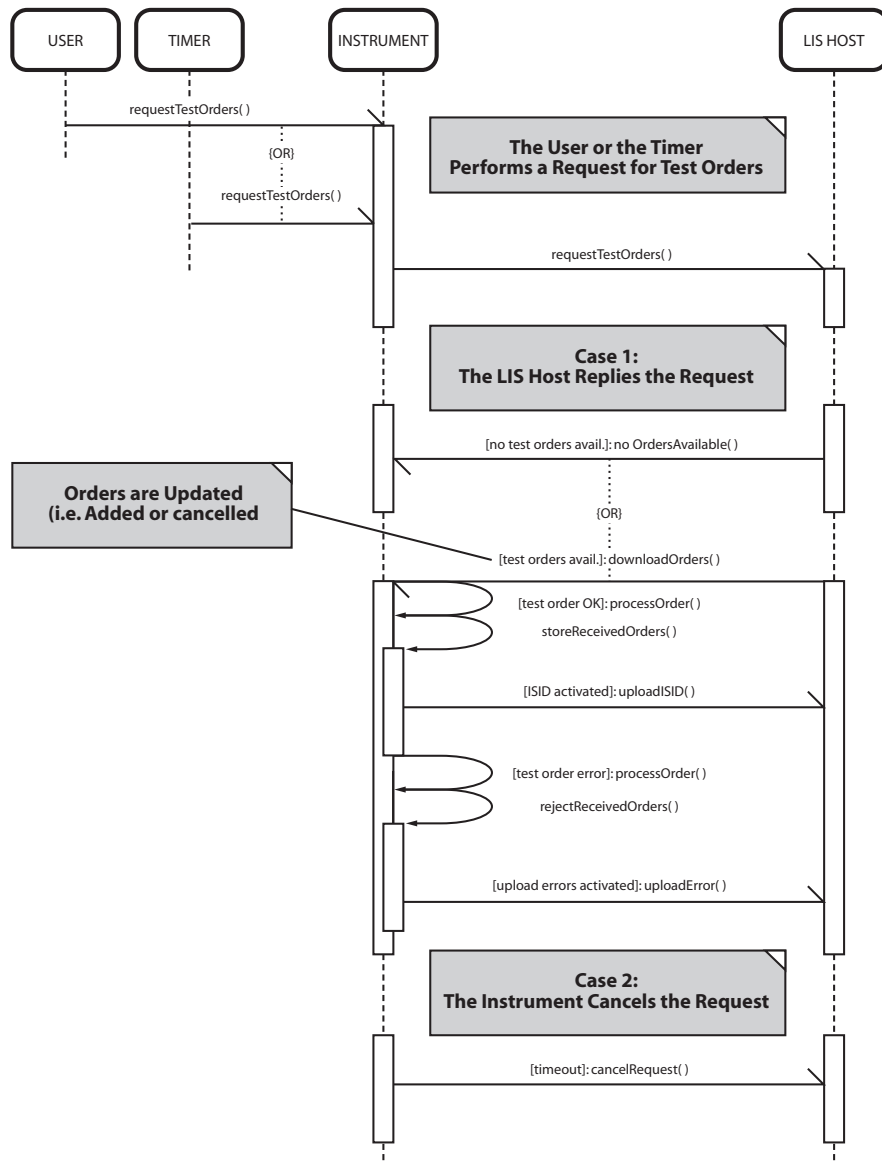 USER
TIMER
INSTRUMENT
LIS HOST
requestTestOrders( )
{OR}
requestTestOrders( )
The User or the Timer
Performs a Request for Test Orders
requestTestOrders( )
Case 1:
The LIS Host Replies the Request
[no test orders avail.]: no OrdersAvailable( )
Orders are Updated
(i.e. Added or cancelled
{OR}
[test orders avail.]: downloadOrders( )
[test order OK]: processOrder( )
storeReceivedOrders( )
[ISID activated]: uploadISID( )
[test order error]: processOrder( )
rejectReceivedOrders( )
[upload errors activated]: uploadError( )
Case 2:
The Instrument Cancels the Request
[timeout]: cancelRequest( )